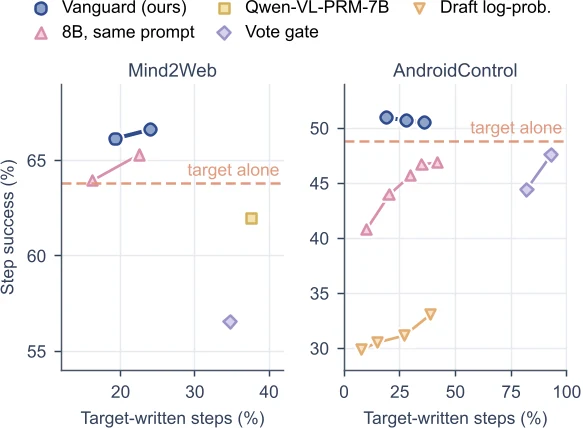 Vanguard (ours) Qwen-VL-PRM-7B Draft log-prob.
8B, same prompt Vote gate
Mind2Web AndroidControl
Step success (%)
65
60
55
target alone
20 30 40
Target-written steps (%)
50
45
40
35
30
target alone
0 25 50 75 100
Target-written steps (%)